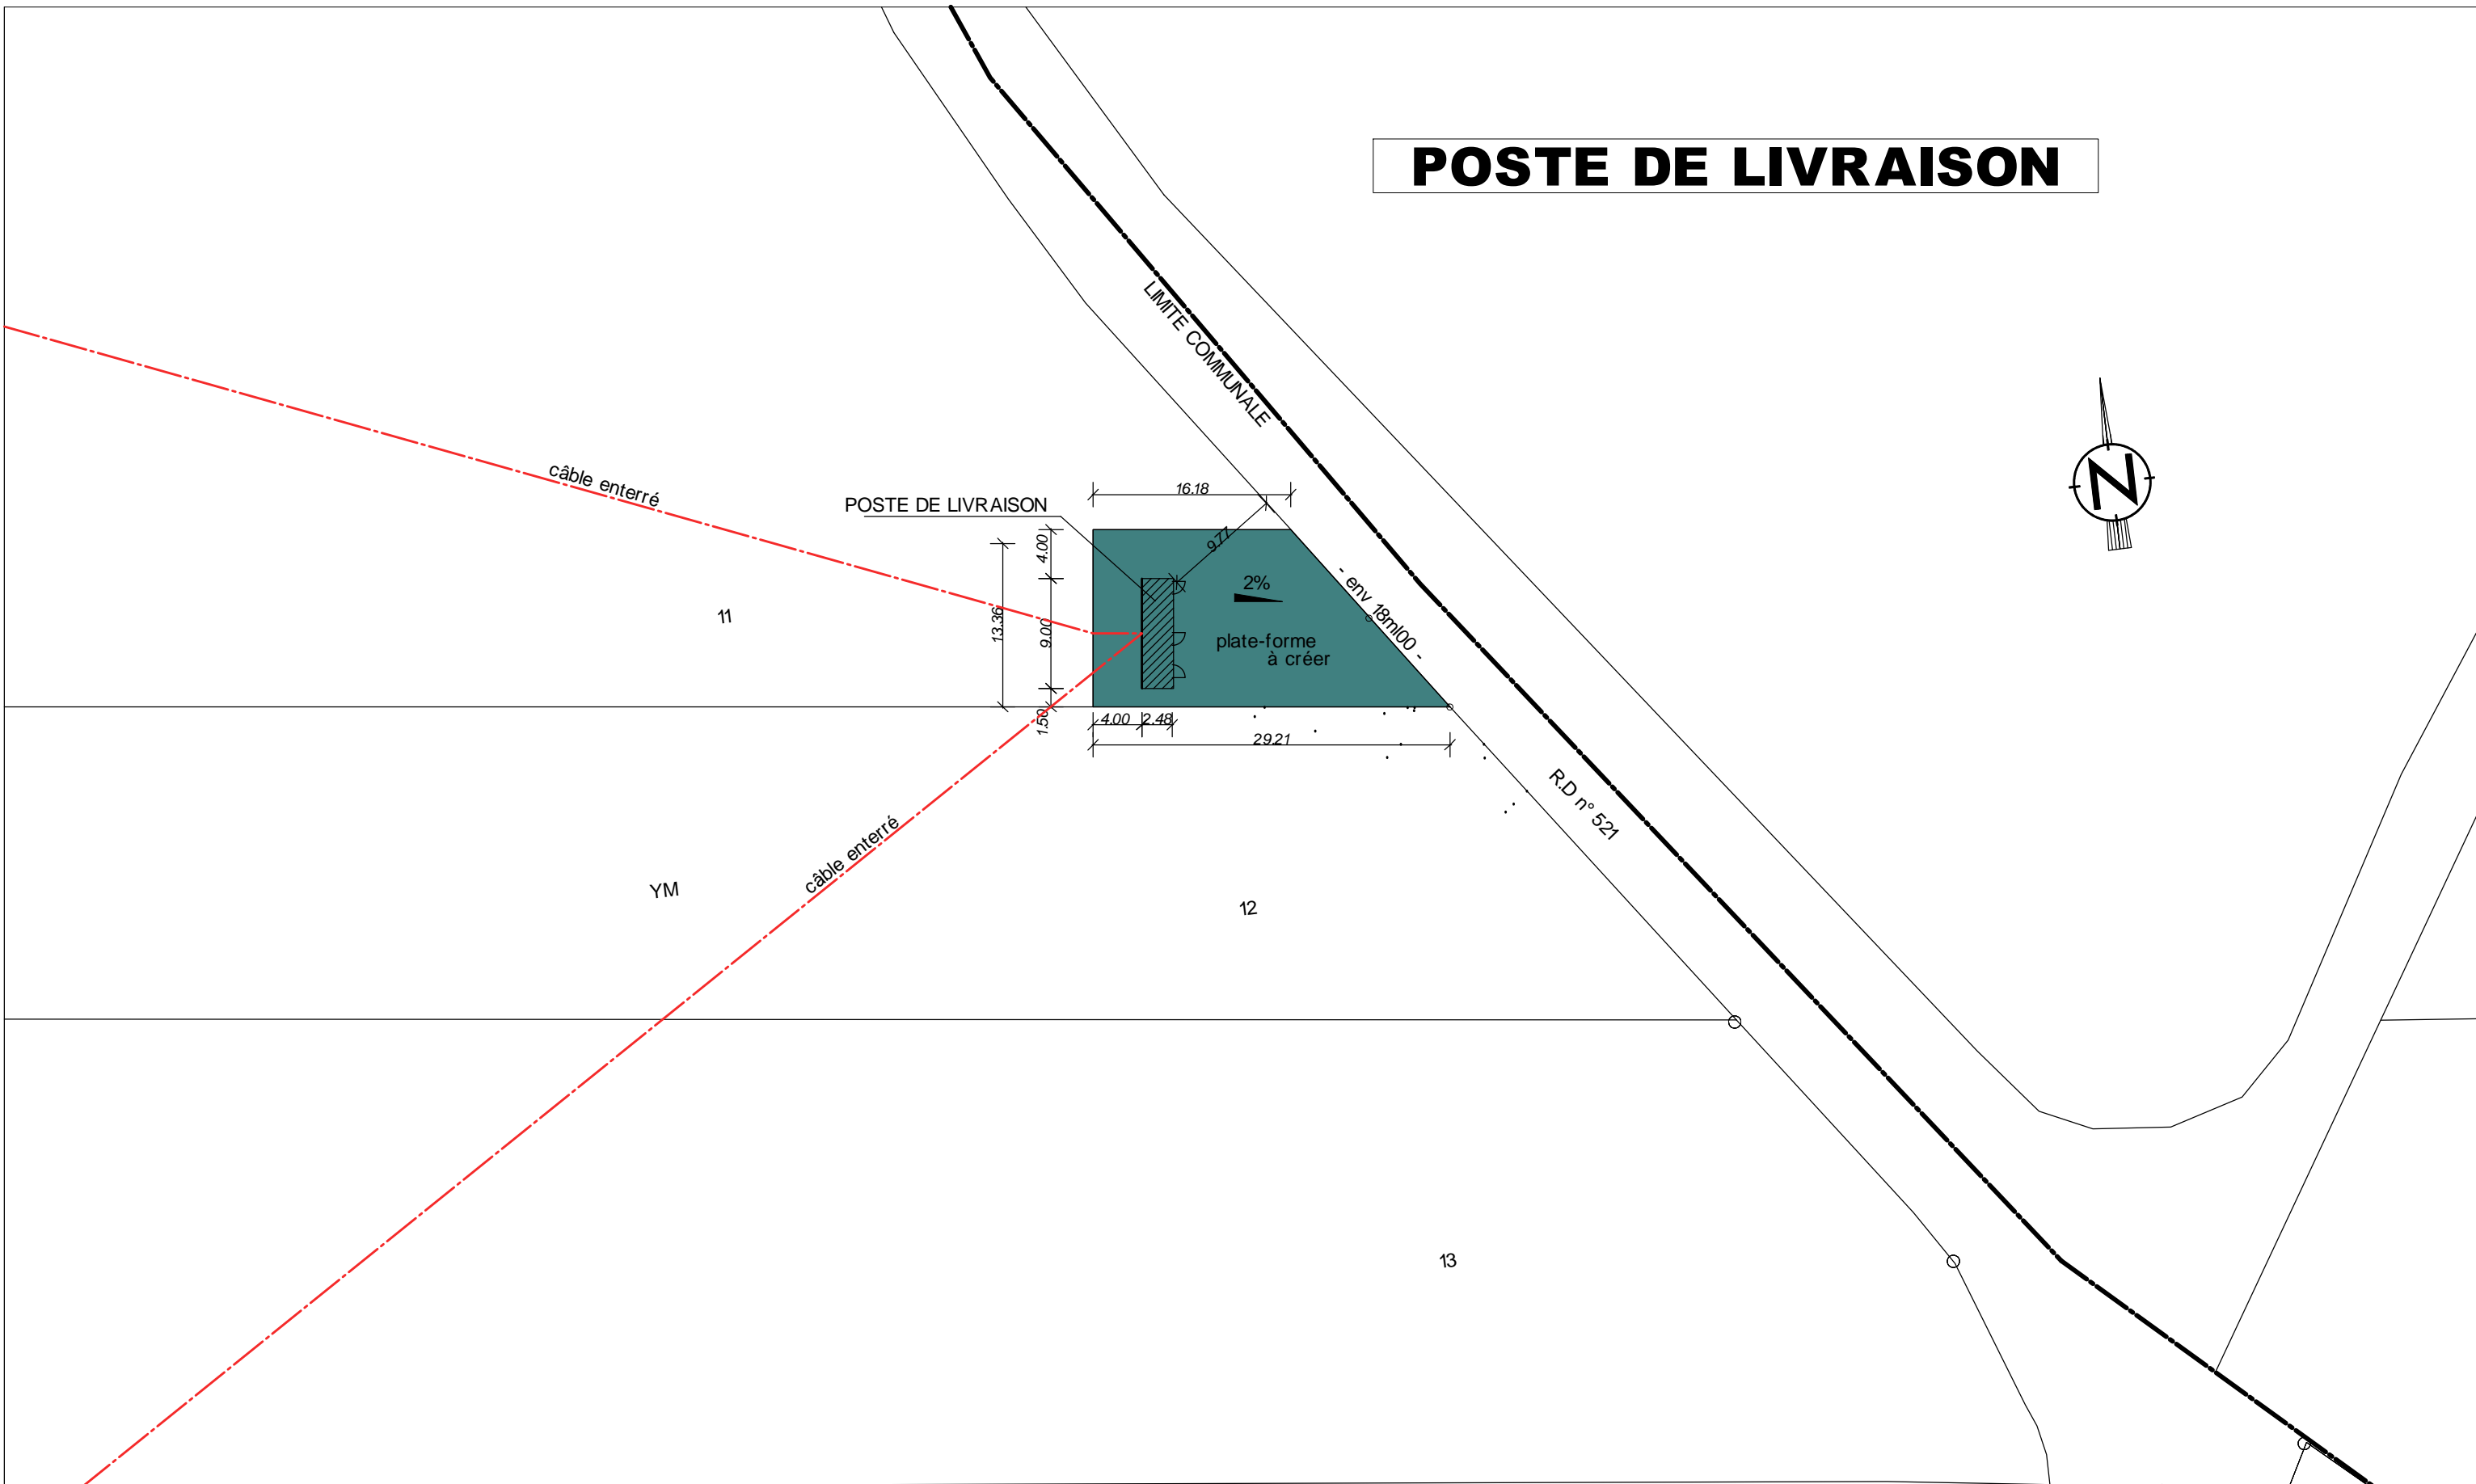 POSTE DE LIVRAISON
LIMITE COMMUNALE
N
câble enterré
POSTE DE LIVRAISON
16.18
9.77
4.00
13.36
9.00
1.50
2%
plate-forme
à créer
- env 18ml00 -
11
4.00
2.48
29.21
R.D n° 521
câble enterré
YM
12
13